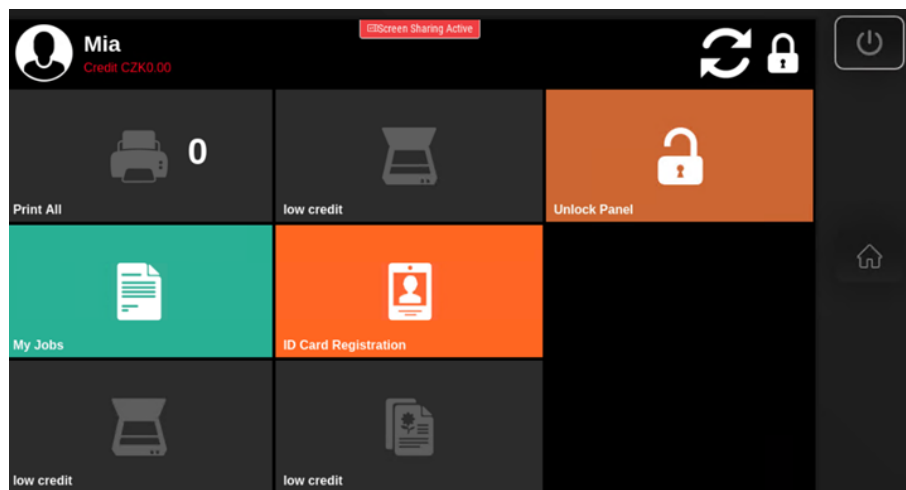 Mia
Credit CZK0.00
Screen Sharing Active
0
Print All
low credit
Unlock Panel
My Jobs
ID Card Registration
low credit
low credit